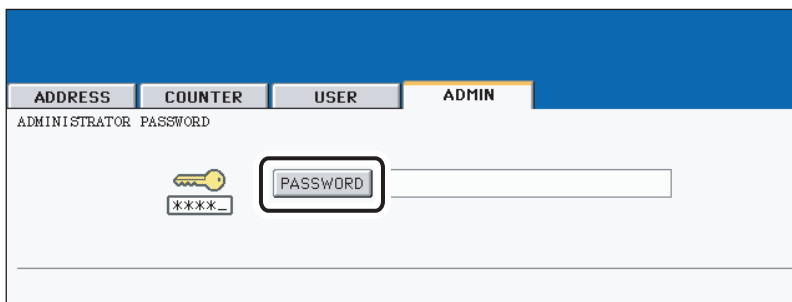 ADDRESS COUNTER USER ADMIN
ADMINISTRATOR PASSWORD
PASSWORD
****_